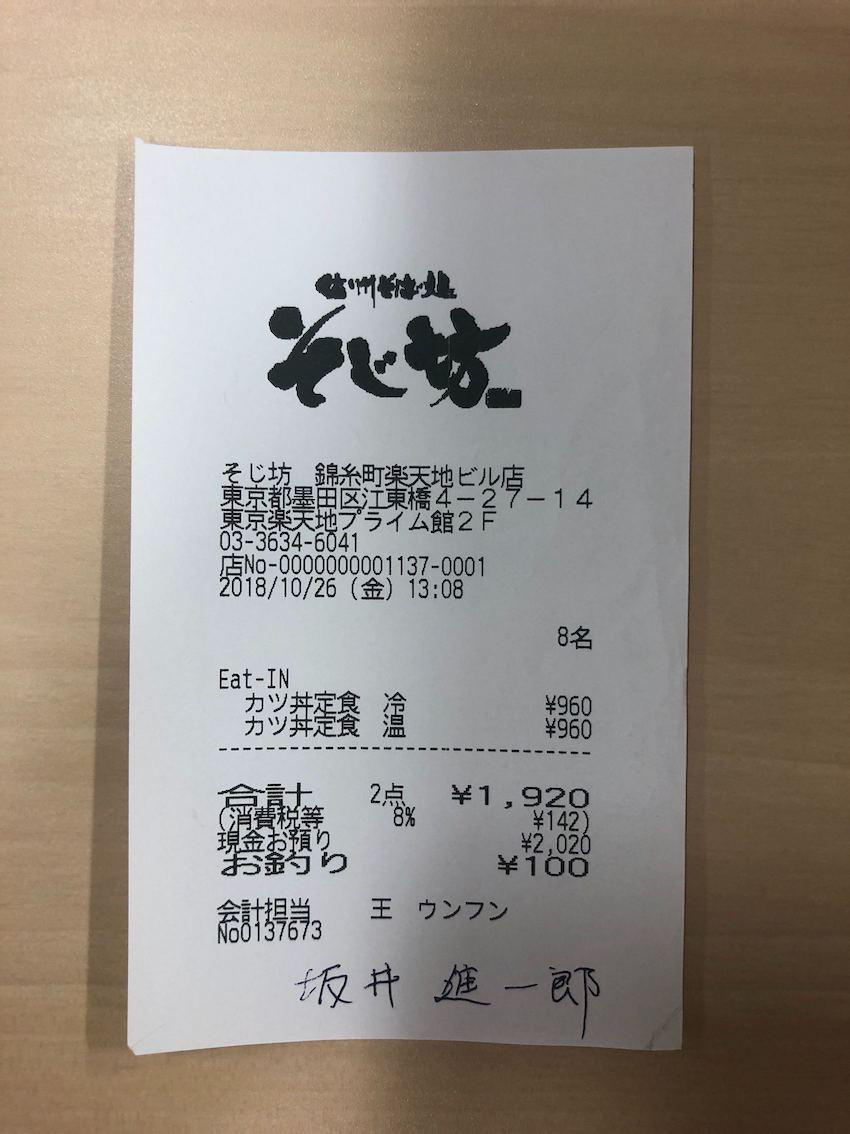 信州そば処
そじ坊
そじ坊　錦糸町楽天地ビル店
東京都墨田区江東橋４－２７－１４
東京楽天地プライム館２Ｆ
03-3634-6041
店No-0000000001137-0001
2018/10/26 (金) 13:08
8名
Eat-IN
カツ丼定食　冷　¥960
カツ丼定食　温　¥960
合計　2点　¥1,920
(消費税等　8%　¥142)
現金お預り　¥2,020
お釣り　¥100
会計担当　王　ウンフン
No0137673
坂井 進一郎